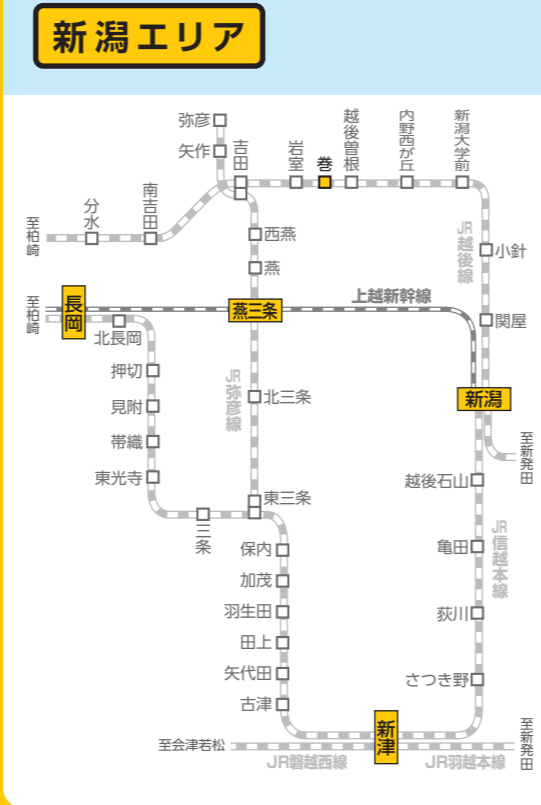 新潟エリア
弥彦
矢作
吉田
岩室
巻
越後曽根
内野西が丘
新潟大学前
至柏崎
分水
南吉田
西燕
燕
JR越後線
小針
関屋
至柏崎
長岡
北長岡
燕三条
上越新幹線
新潟
至新発田
押切
見附
帯織
東光寺
三条
JR弥彦線
北三条
東三条
越後石山
JR信越本線
亀田
荻川
さつき野
保内
加茂
羽生田
田上
矢代田
古津
新津
至会津若松
JR磐越西線
JR羽越本線
至新発田